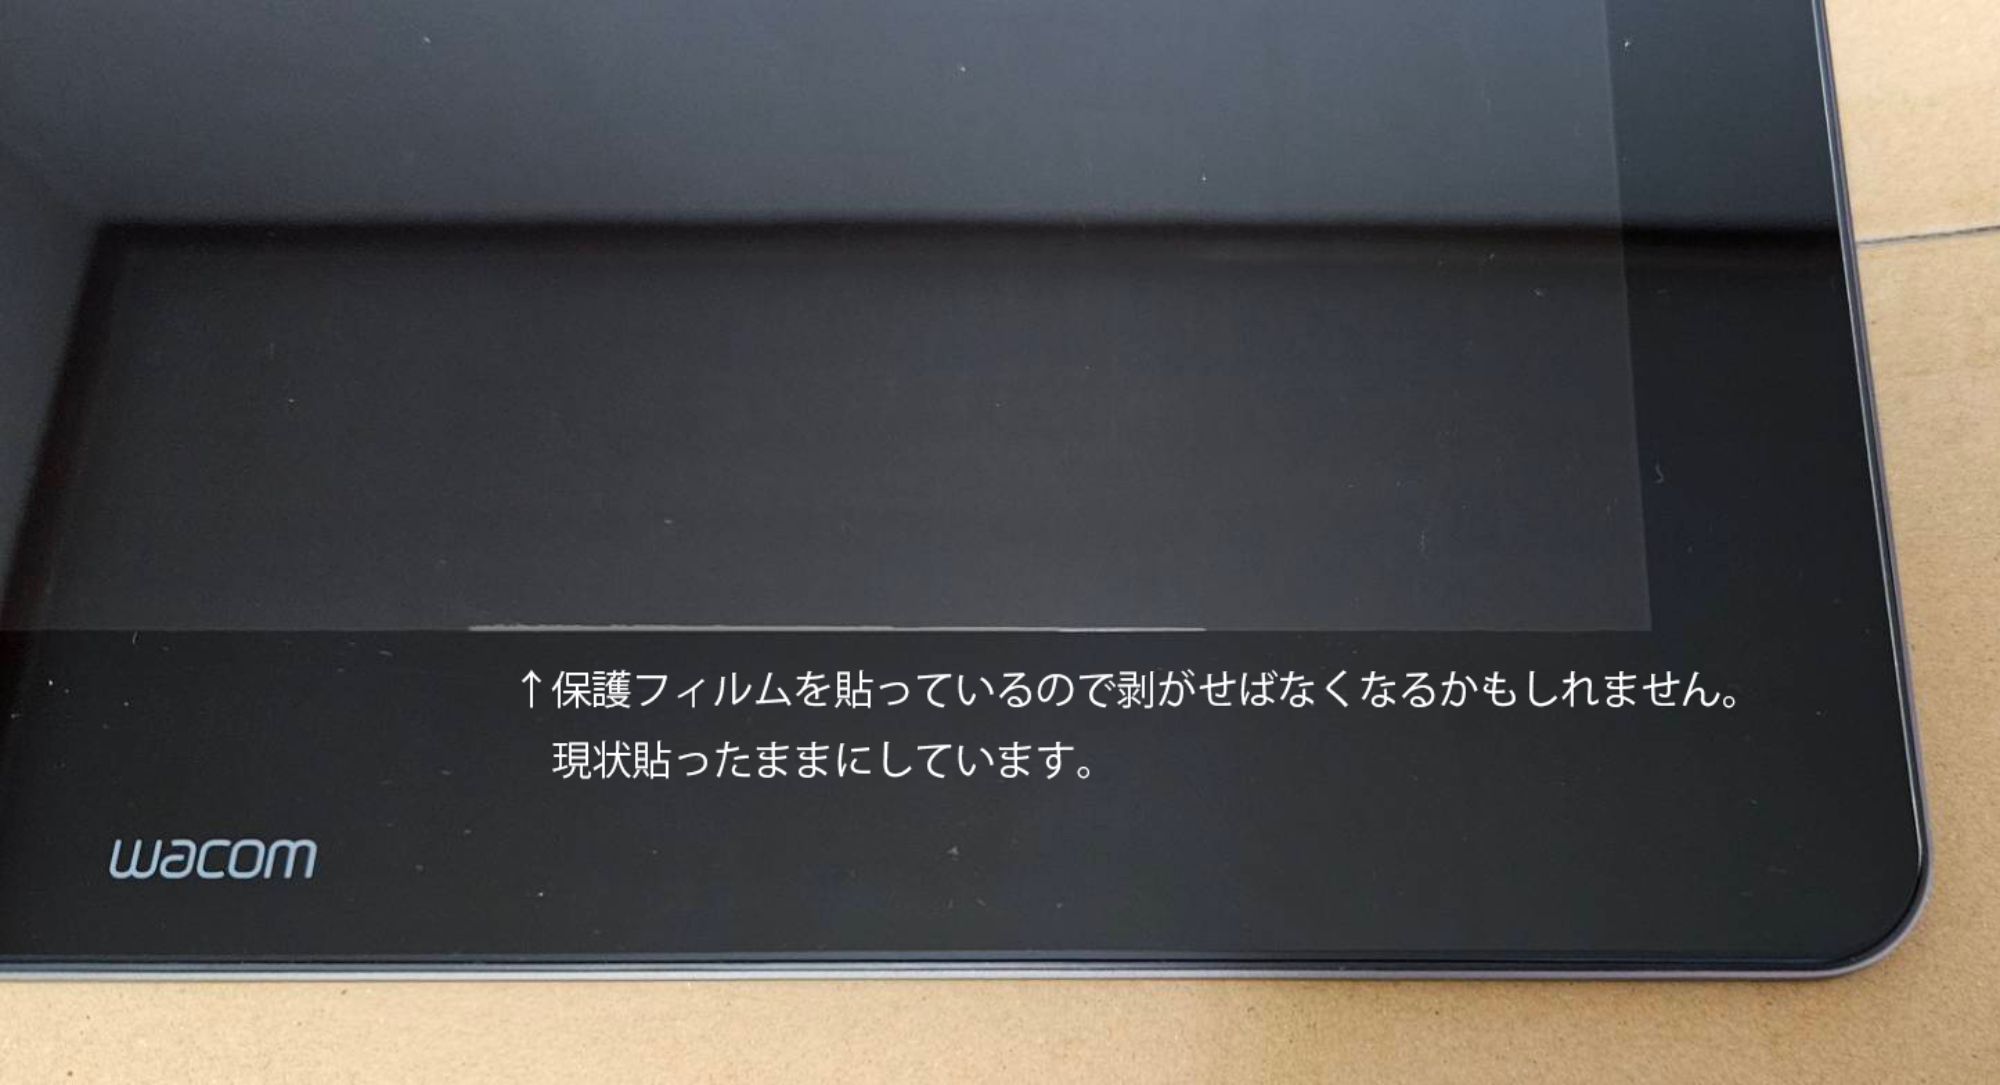 ↑保護フィルムを貼っているので剥がせばなくなるかもしれません。
現状貼ったままにしています。
wacom